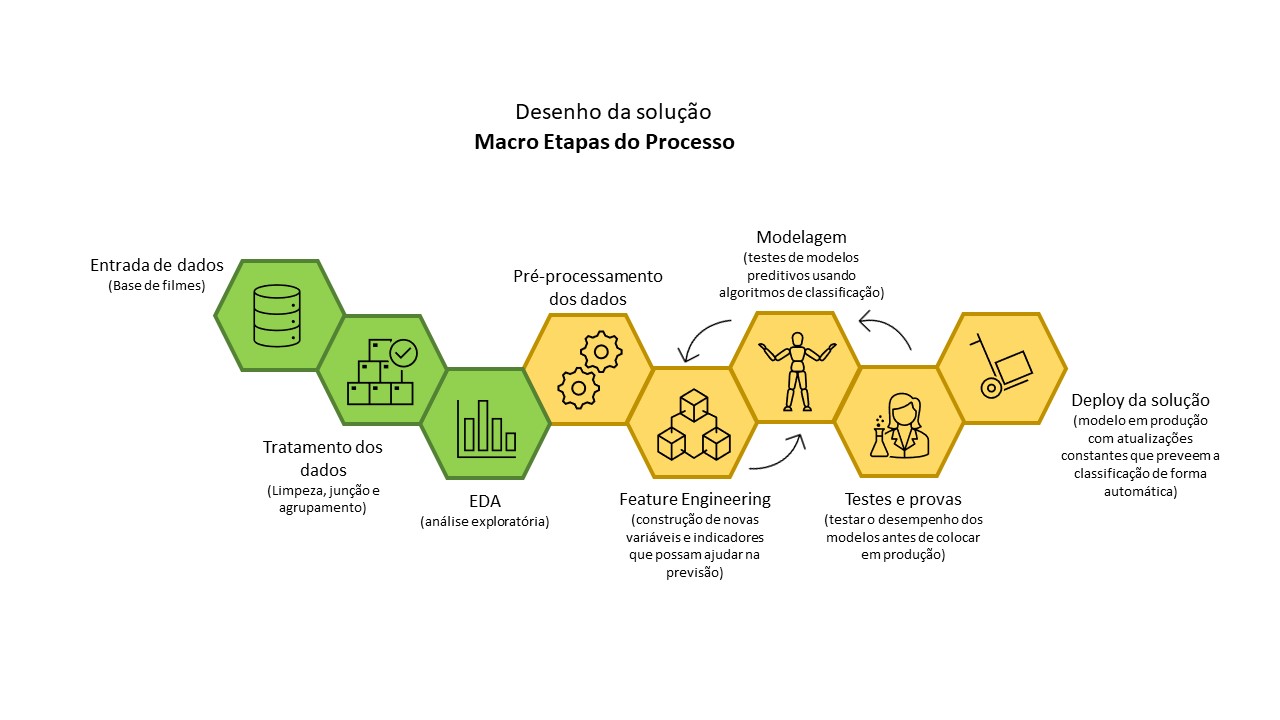 Desenho da solução
Macro Etapas do Processo
Entrada de dados
(Base de filmes)
Tratamento dos
dados
(Limpeza, junção e
agrupamento)
EDA
(análise exploratória)
Pré-processamento
dos dados
Feature Engineering
(construção de novas
variáveis e indicadores
que possam ajudar na
previsão)
Modelagem
(testes de modelos
preditivos usando
algoritmos de classificação)
Testes e provas
(testar o desempenho dos
modelos antes de colocar
em produção)
Deploy da solução
(modelo em produção
com atualizações
constantes que preveem a
classificação de forma
automática)